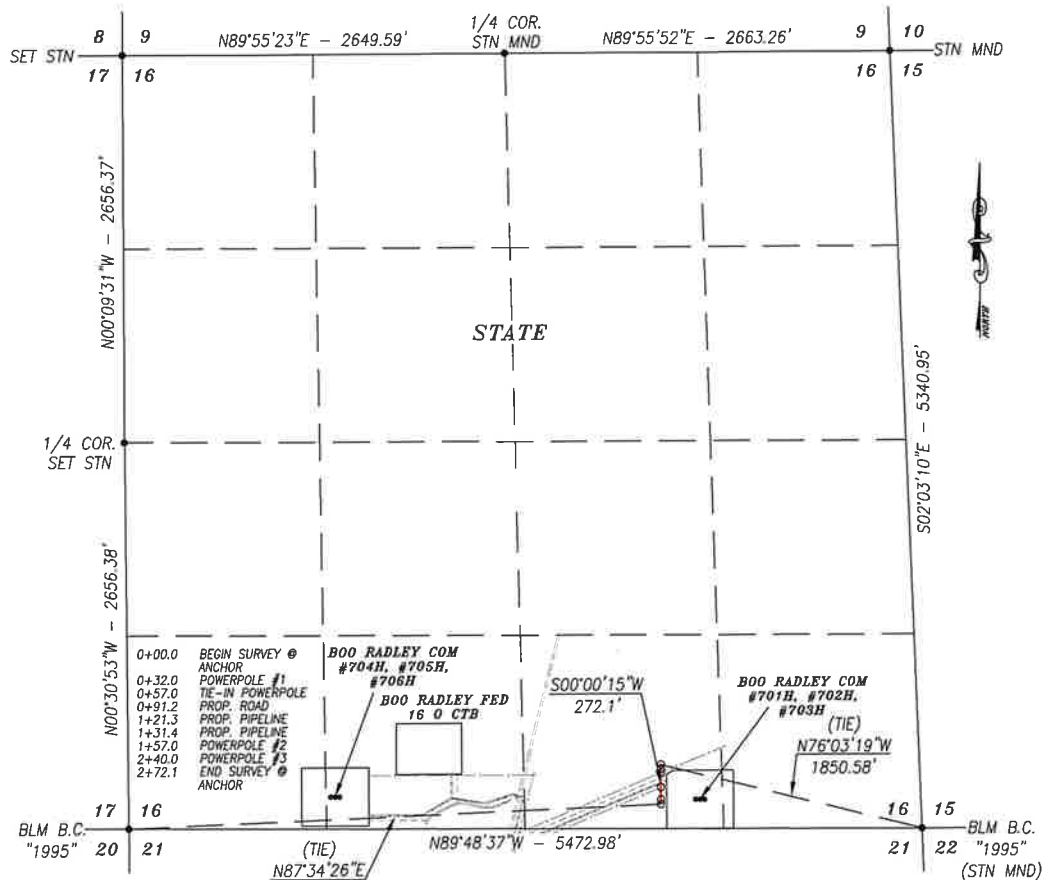 1/4 COR.
STN MND
8 9
N89°55'23"E - 2649.59'
N89°55'52"E - 2663.26'
9 10
SET STN
STN MND
17 16
16 15
N00°09'31"W - 2656.37'
NORTH
STATE
S02°03'10"E - 5340.95'
1/4 COR.
SET STN
N00°30'53"W - 2656.38'
0+00.0 BEGIN SURVEY @
ANCHOR
0+32.0 POWERPOLE #1
0+57.0 TIE-IN POWERPOLE
0+91.2 PROP. ROAD
1+21.3 PROP. PIPELINE
1+31.4 PROP. PIPELINE
1+57.0 POWERPOLE #2
2+40.0 POWERPOLE #3
2+72.1 END SURVEY @
ANCHOR
BOO RADLEY COM
#704H, #705H,
#706H
BOO RADLEY FED
16 O CTB
S00°00'15"W
272.1'
BOO RADLEY COM
#701H, #702H,
#703H
(TIE)
N76°03'19"W
1850.58'
17 16
16 15
BLM B.C.
"1995"
20 21
(TIE)
N87°34'26"E
N89°48'37"W - 5472.98'
21 22
BLM B.C.
"1995"
(STN MND)